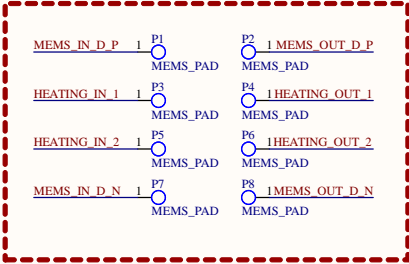 P1 P2
MEMS_IN_D_P 1 1 MEMS_OUT_D_P
MEMS_PAD MEMS_PAD
P3 P4
HEATING_IN_1 1 1 HEATING_OUT_1
MEMS_PAD MEMS_PAD
P5 P6
HEATING_IN_2 1 1 HEATING_OUT_2
MEMS_PAD MEMS_PAD
P7 P8
MEMS_IN_D_N 1 1 MEMS_OUT_D_N
MEMS_PAD MEMS_PAD